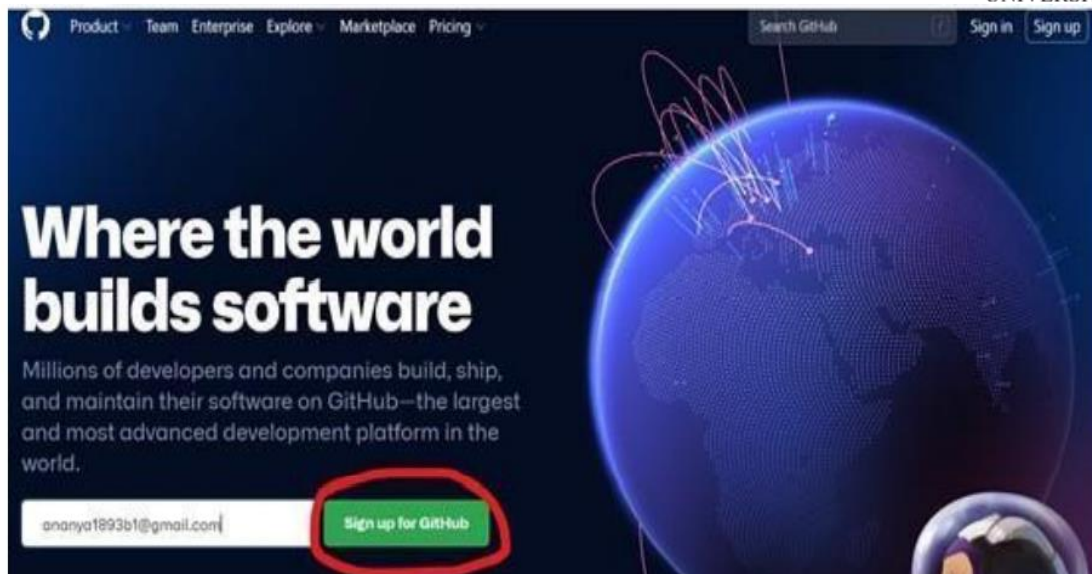 Product Team Enterprise Explore Marketplace Pricing Search GitHub Sign in Sign up
Where the world
builds software
Millions of developers and companies build, ship,
and maintain their software on GitHub—the largest
and most advanced development platform in the
world.
ananya1893b1@gmail.com Sign up for GitHub